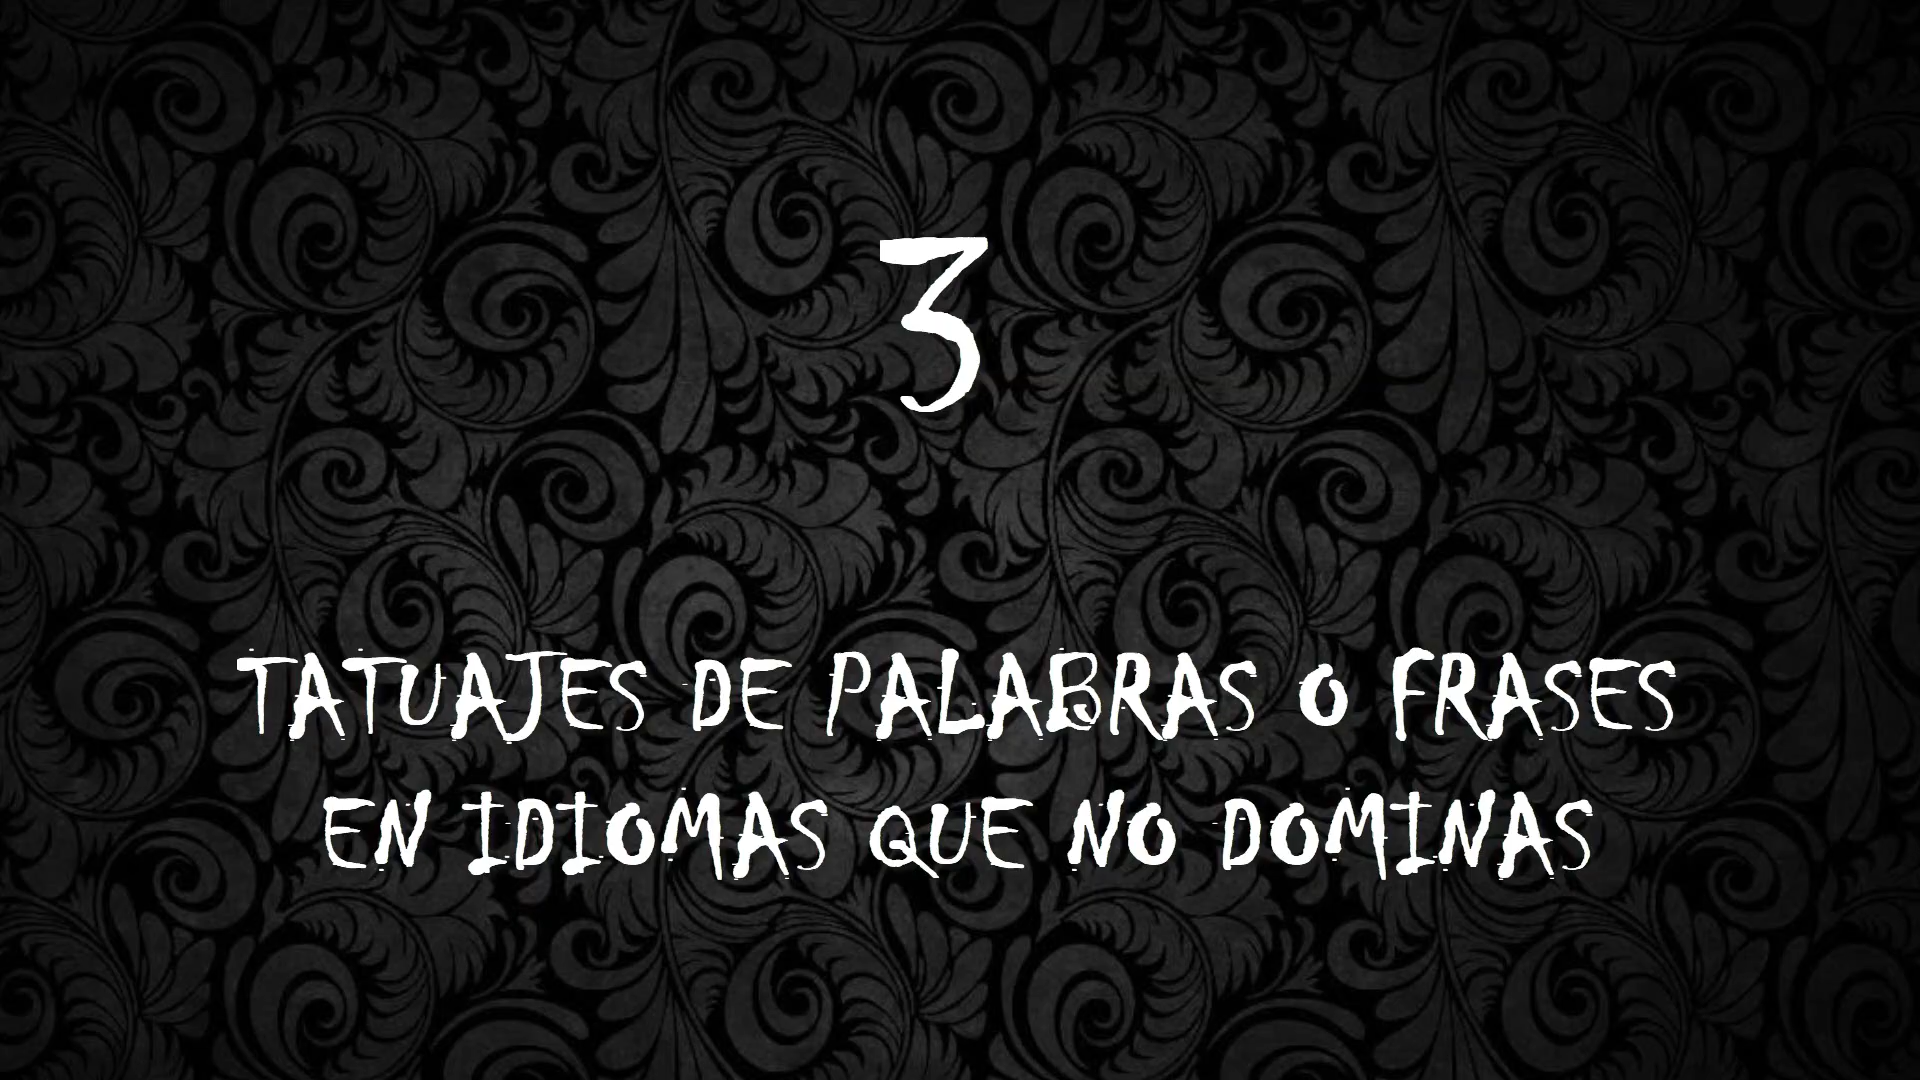 3
TATUAJES DE PALABRAS O FRASES
EN IDIOMAS QUE NO DOMINAS